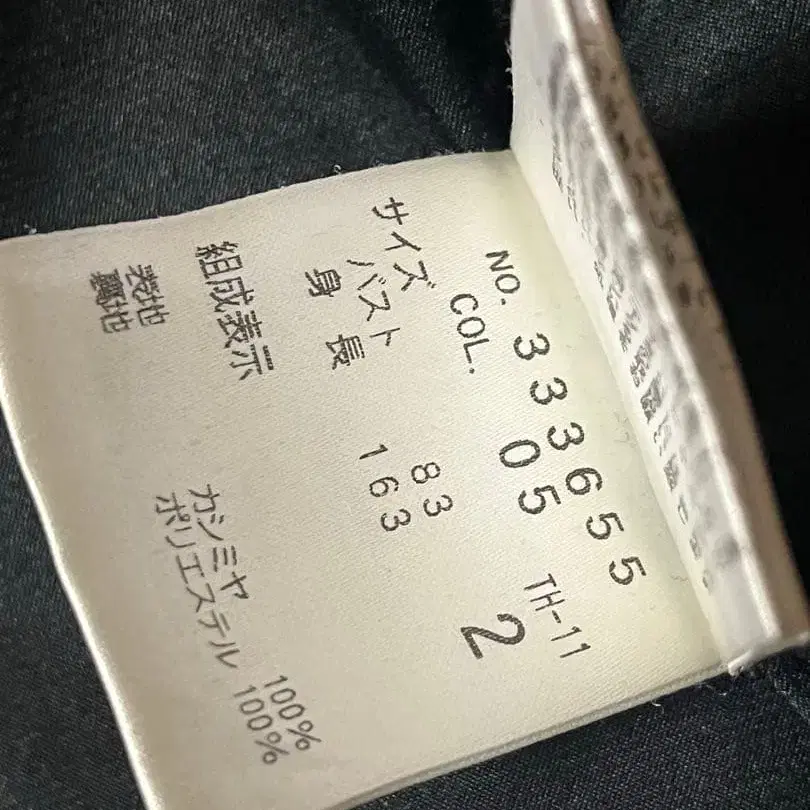 NO. 333655 TH-11
COL. 05 2
サイズ
バスト 83
身長 163
組成表示
表地 カシミヤ 100%
裏地 ポリエステル 100%